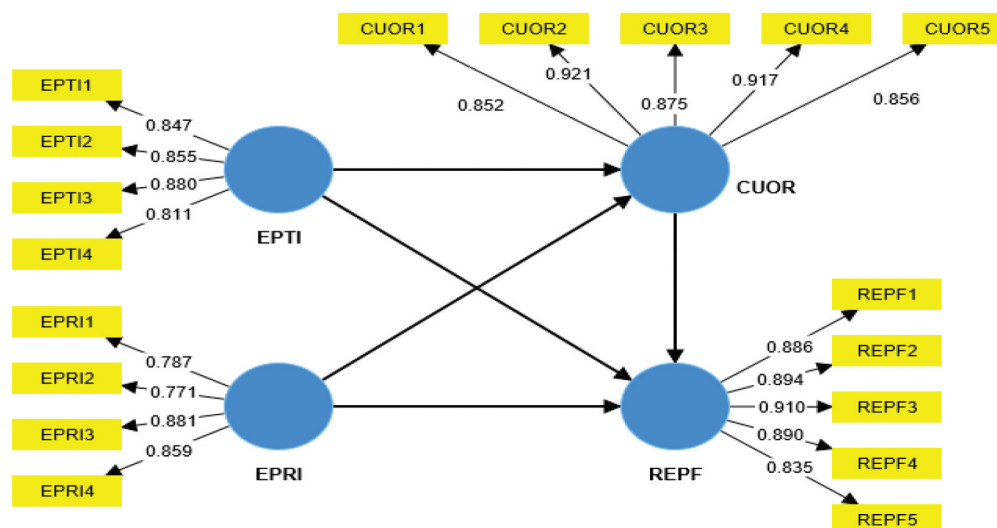 CUOR1
CUOR2
CUOR3
CUOR4
CUOR5
0.852
0.921
0.875
0.917
0.856
CUOR
EPTI1
EPTI2
EPTI3
EPTI4
0.847
0.855
0.880
0.811
EPTI
EPRI1
EPRI2
EPRI3
EPRI4
0.787
0.771
0.881
0.859
EPRI
REPF1
REPF2
REPF3
REPF4
REPF5
0.886
0.894
0.910
0.890
0.835
REPF